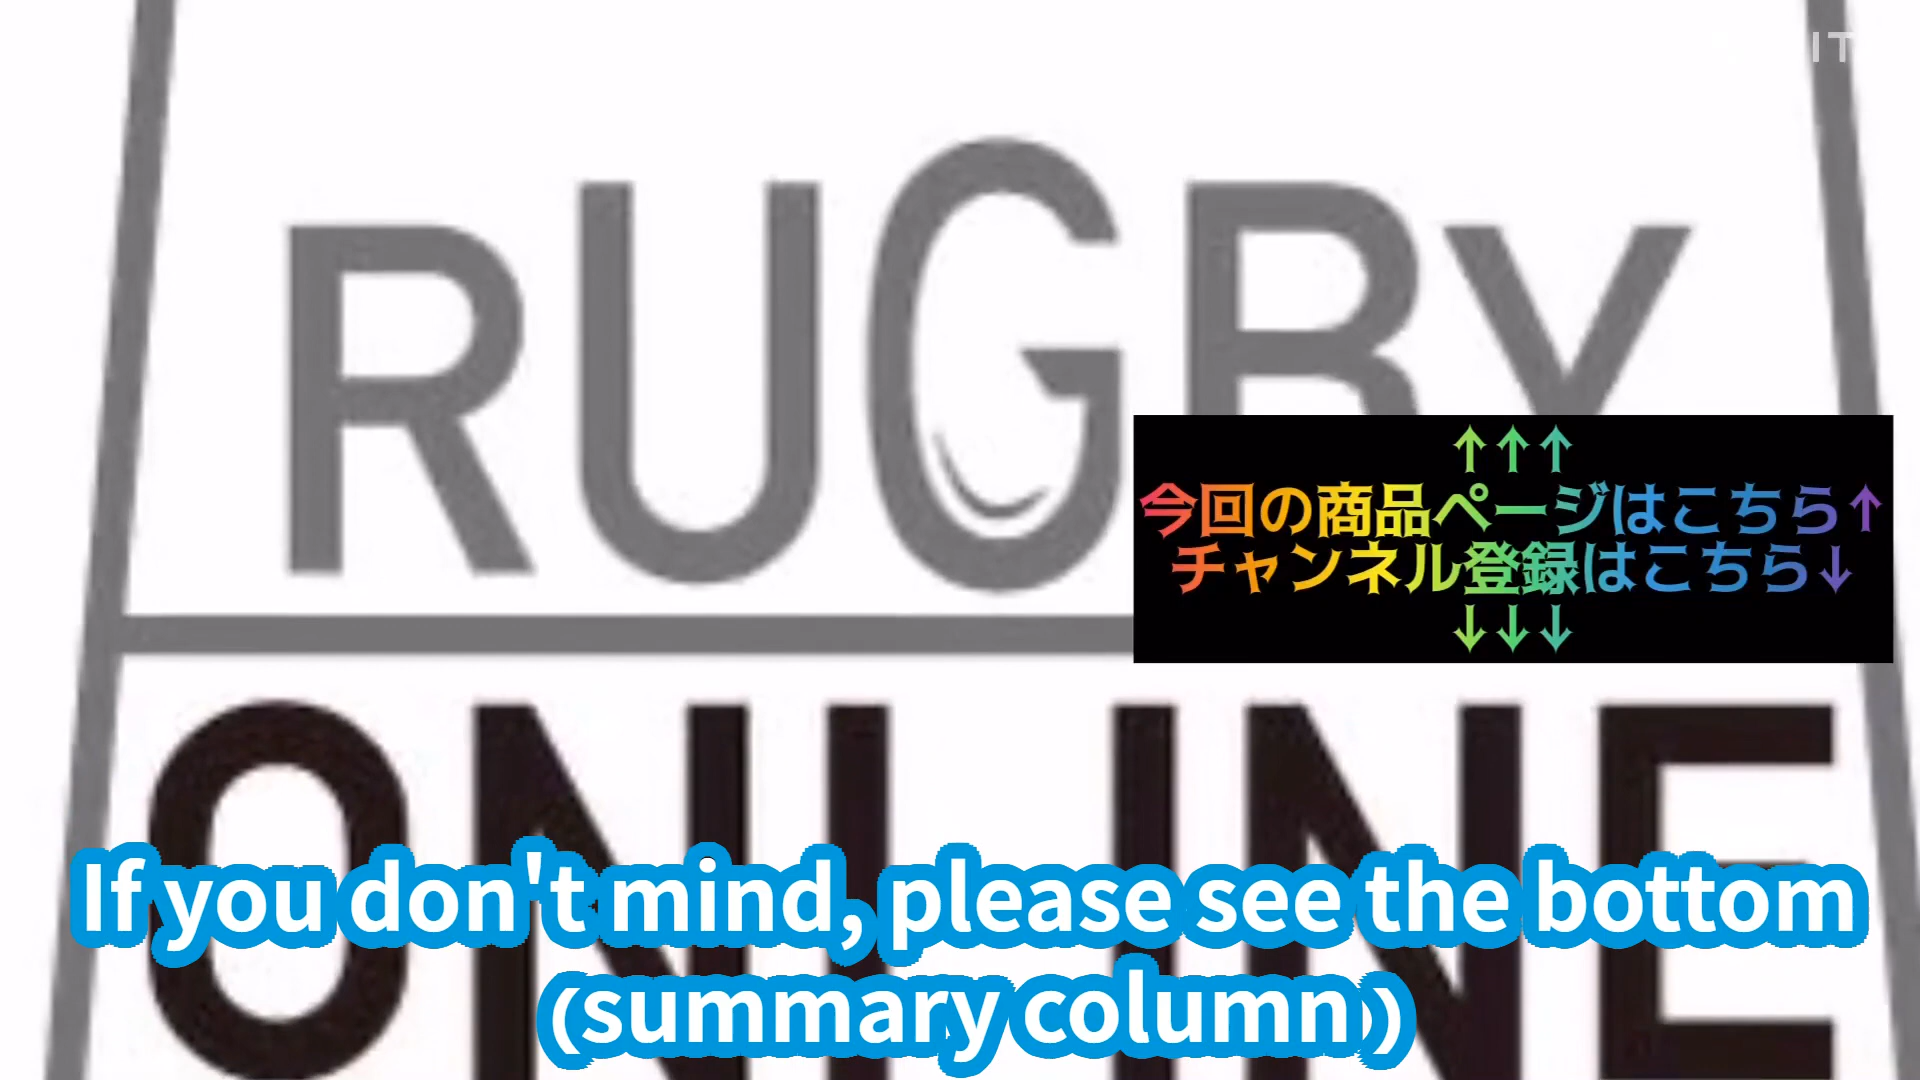 RUGBY
↑↑↑
今回の商品ページはこちら↑
チャンネル登録はこちら↓
↓↓↓
ONLINE
If you don't mind, please see the bottom
(summary column)